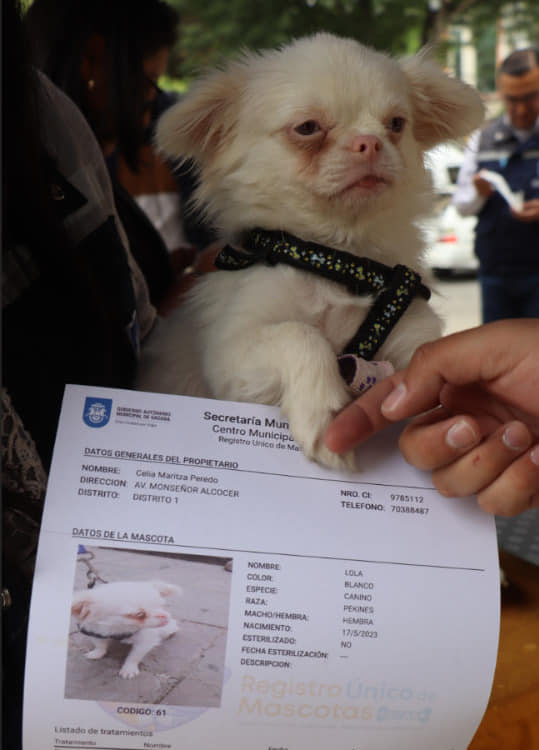 GOBIERNO AUTÓNOMO
MUNICIPAL DE SACABA
Secretaría Mun
Centro Municipal
Registro Único de Ma
DATOS GENERALES DEL PROPIETARIO
NOMBRE: Celia Maritza Peredo
DIRECCION: AV. MONSEÑOR ALCOCER
DISTRITO: DISTRITO 1
NRO. CI: 9785112
TELEFONO: 70388487
DATOS DE LA MASCOTA
NOMBRE: LOLA
COLOR: BLANCO
ESPECIE: CANINO
RAZA: PEKINES
MACHO/HEMBRA: HEMBRA
NACIMIENTO: 17/5/2023
ESTERILIZADO: NO
FECHA ESTERILIZACIÓN: ---
DESCRIPCION:
Registro Único de
Mascotas
CODIGO: 61
Listado de tratamientos
Tratamiento Fecha Nombre